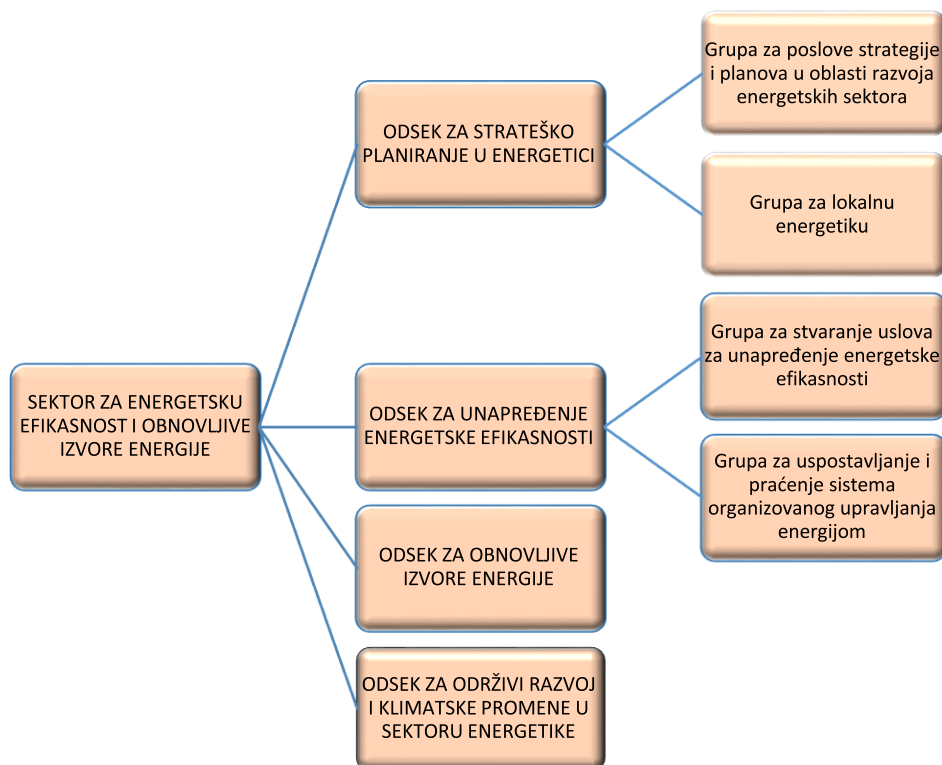 SEKTOR ZA ENERGETSKU
EFIKASNOST I OBNOVLJIVE
IZVORE ENERGIJE
ODSEK ZA STRATEŠKO
PLANIRANJE U ENERGETICI
Grupa za poslove strategije
i planova u oblasti razvoja
energetskih sektora
Grupa za lokalnu
energetiku
ODSEK ZA UNAPREĐENJE
ENERGETSKE EFIKASNOSTI
Grupa za stvaranje uslova
za unapređenje energetske
efikasnosti
Grupa za uspostavljanje i
praćenje sistema
organizovanog upravljanja
energijom
ODSEK ZA OBNOVLJIVE
IZVORE ENERGIJE
ODSEK ZA ODRŽIVI RAZVOJ
I KLIMATSKE PROMENE U
SEKTORU ENERGETIKE